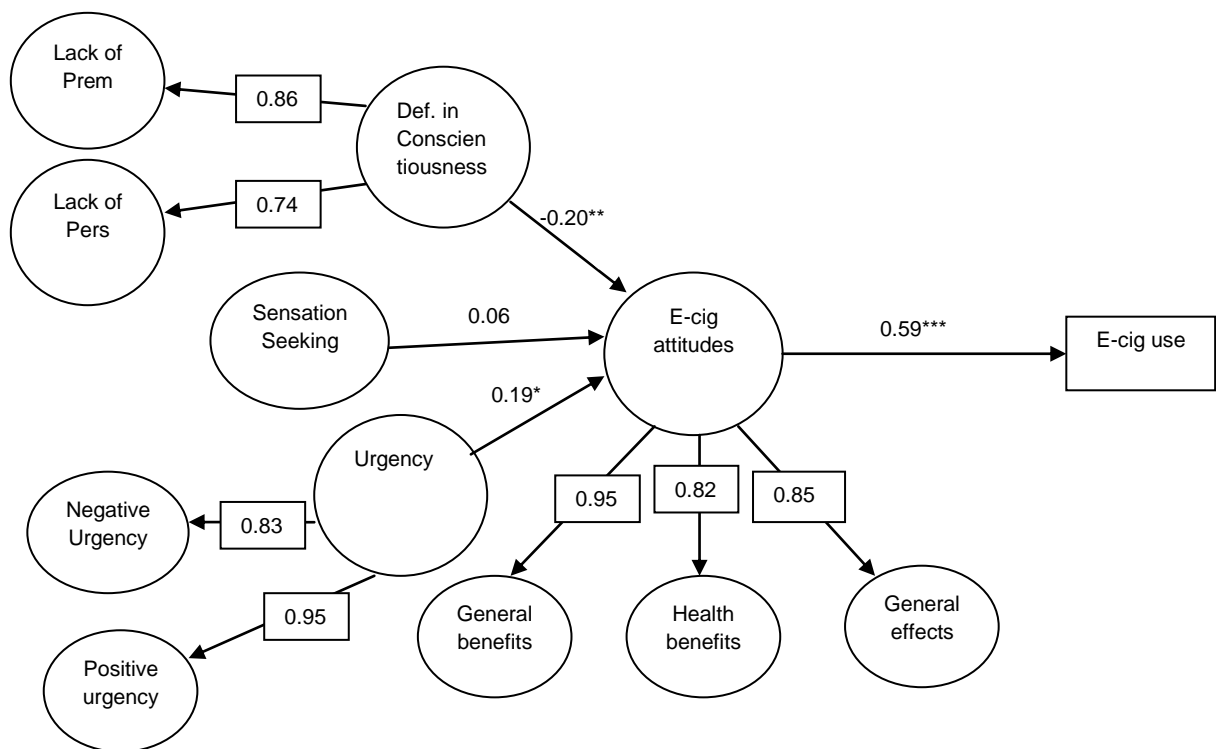 Lack of
Prem
0.86
Def. in
Conscien
tiousness
Lack of
Pers
0.74
-0.20**
Sensation
Seeking
0.06
E-cig
attitudes
0.59***
E-cig use
0.19*
Urgency
Negative
Urgency
0.83
0.95
0.82
0.85
0.95
Positive
urgency
General
benefits
Health
benefits
General
effects